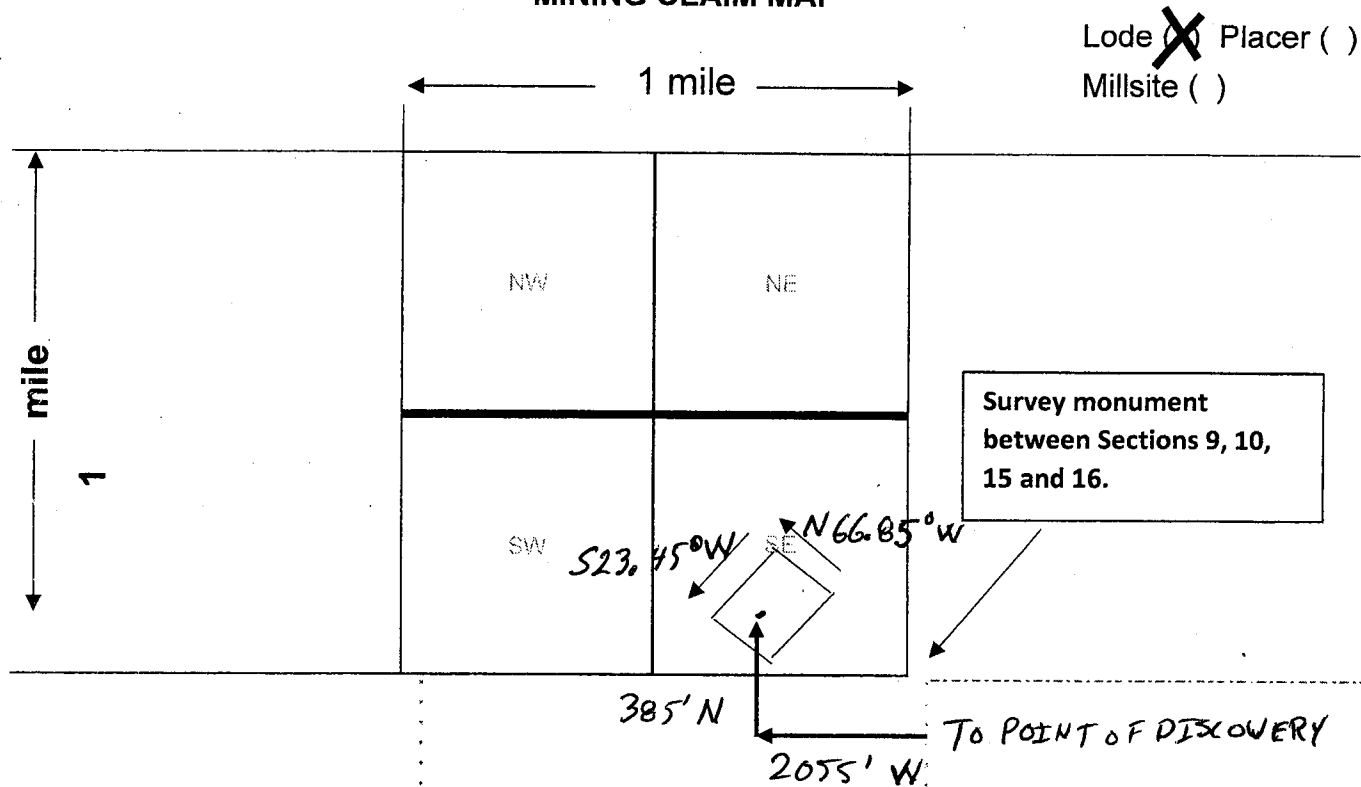 MINING CLAIM MAP
Lode (X) Placer ( )
Millsite ( )
1 mile
1 mile
NW
NE
Survey monument
between Sections 9, 10,
15 and 16.
SW
SE
S23.45°W
N66.85°W
385' N
TO POINT OF DISCOVERY
2055' W